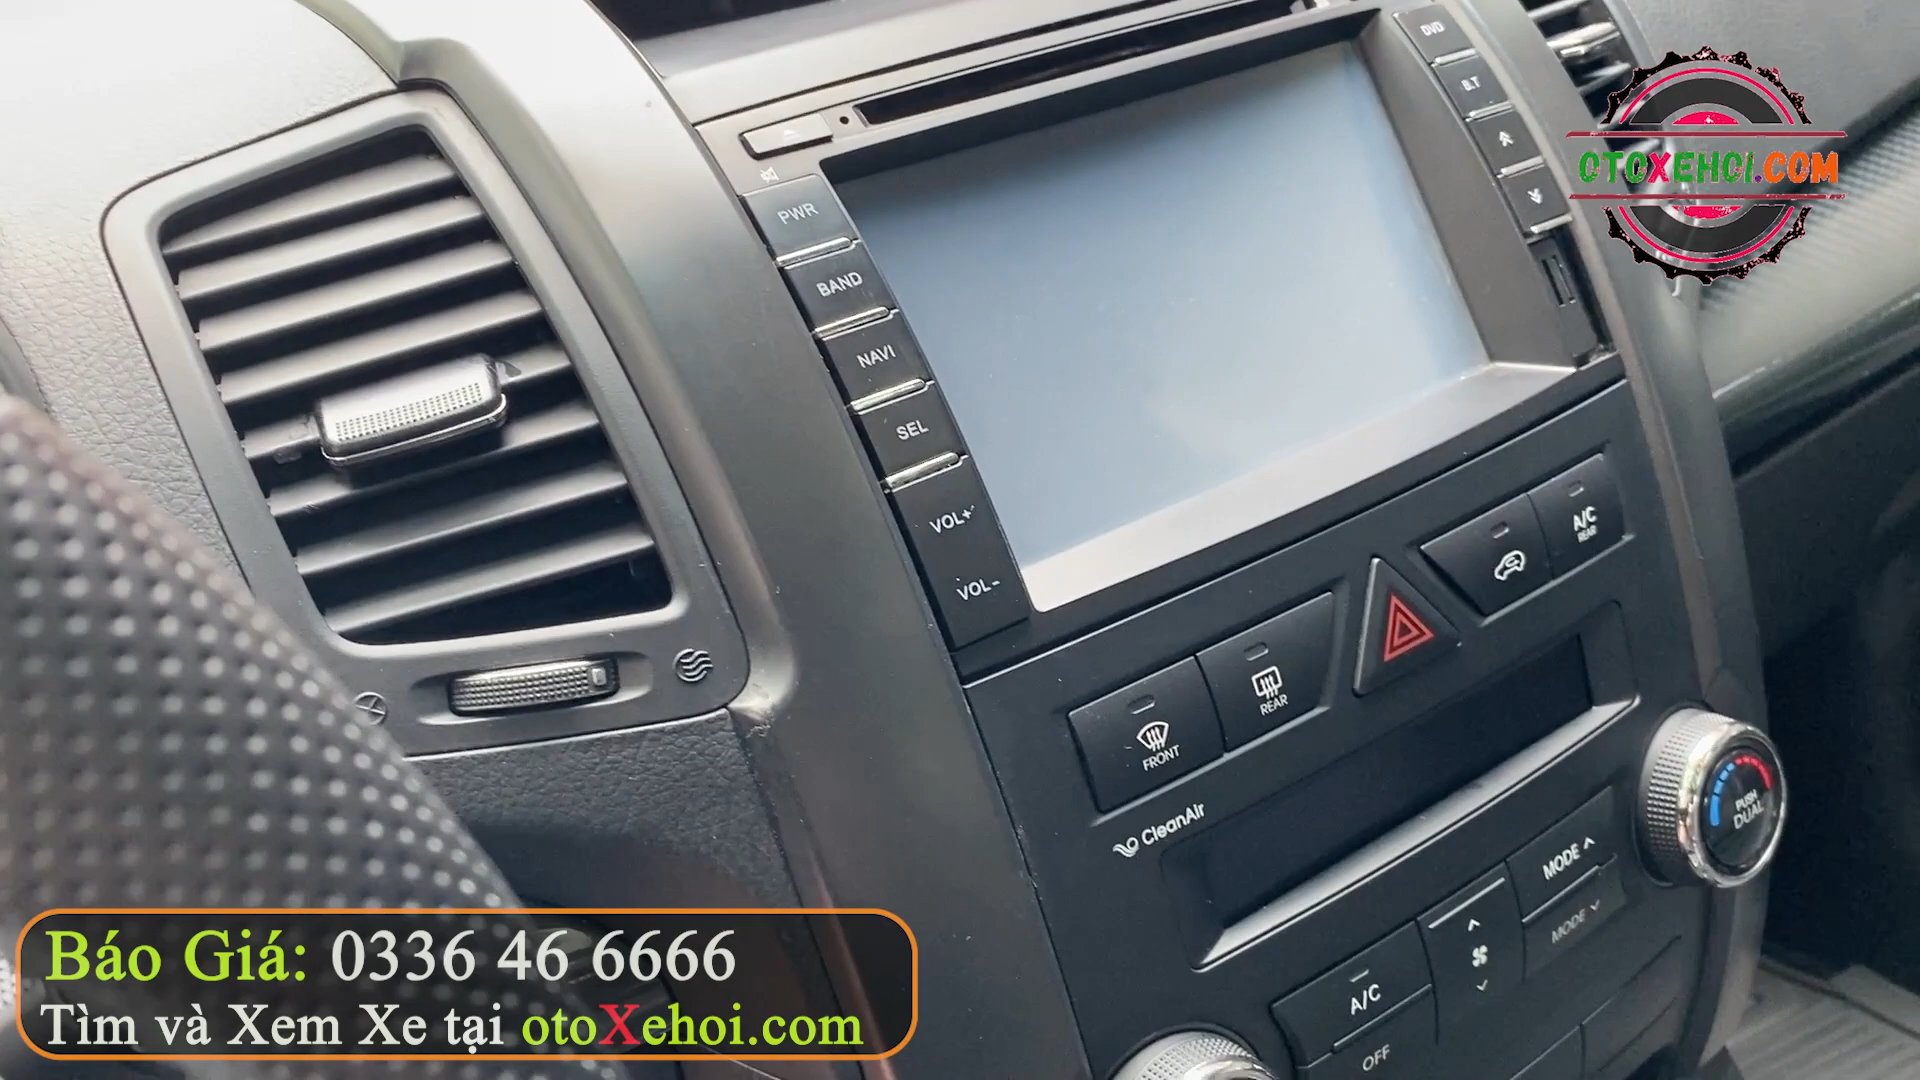 DVD
B.T
OTOXEHOI.COM
PWR
BAND
NAVI
SEL
VOL+
VOL-
A/C
REAR
REAR
FRONT
CleanAir
PUSH
DUAL
MODE
MODE
A/C
OFF
Báo Giá: 0336 46 6666
Tìm và Xem Xe tại otoXehoi.com